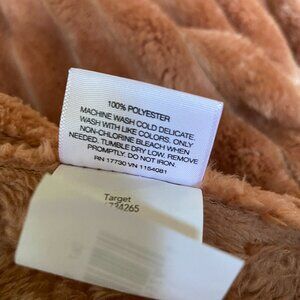 100% POLYESTER
MACHINE WASH COLD DELICATE.
WASH WITH LIKE COLORS. ONLY
NON-CHLORINE BLEACH WHEN
NEEDED. TUMBLE DRY LOW. REMOVE
PROMPTLY. DO NOT IRON.
RN 17730 VN 1154081
Target